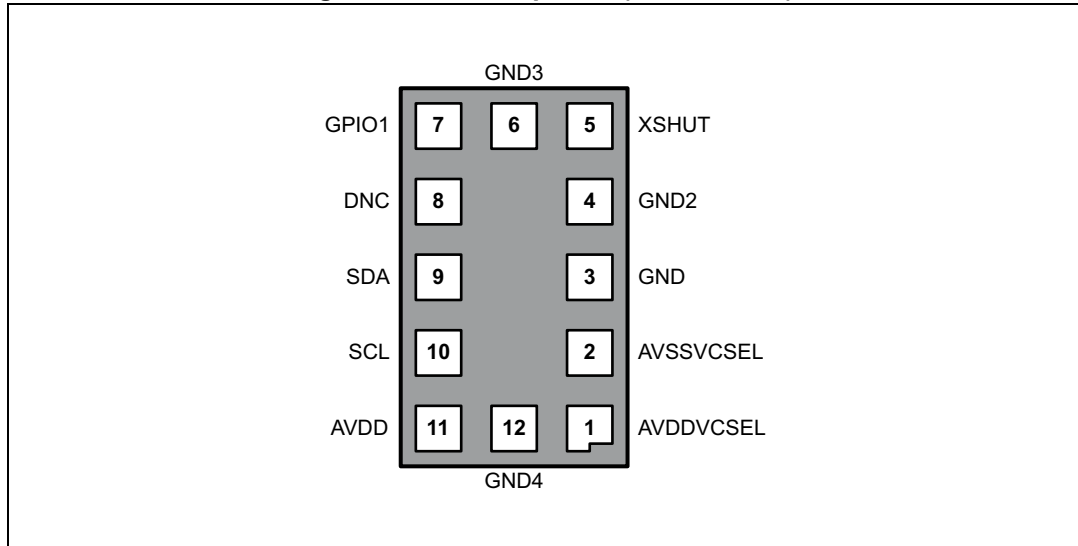 GND3
GPIO1 7 6 5 XSHUT
DNC 8 4 GND2
SDA 9 3 GND
SCL 10 2 AVSSVCSEL
AVDD 11 12 1 AVDDVCSEL
GND4